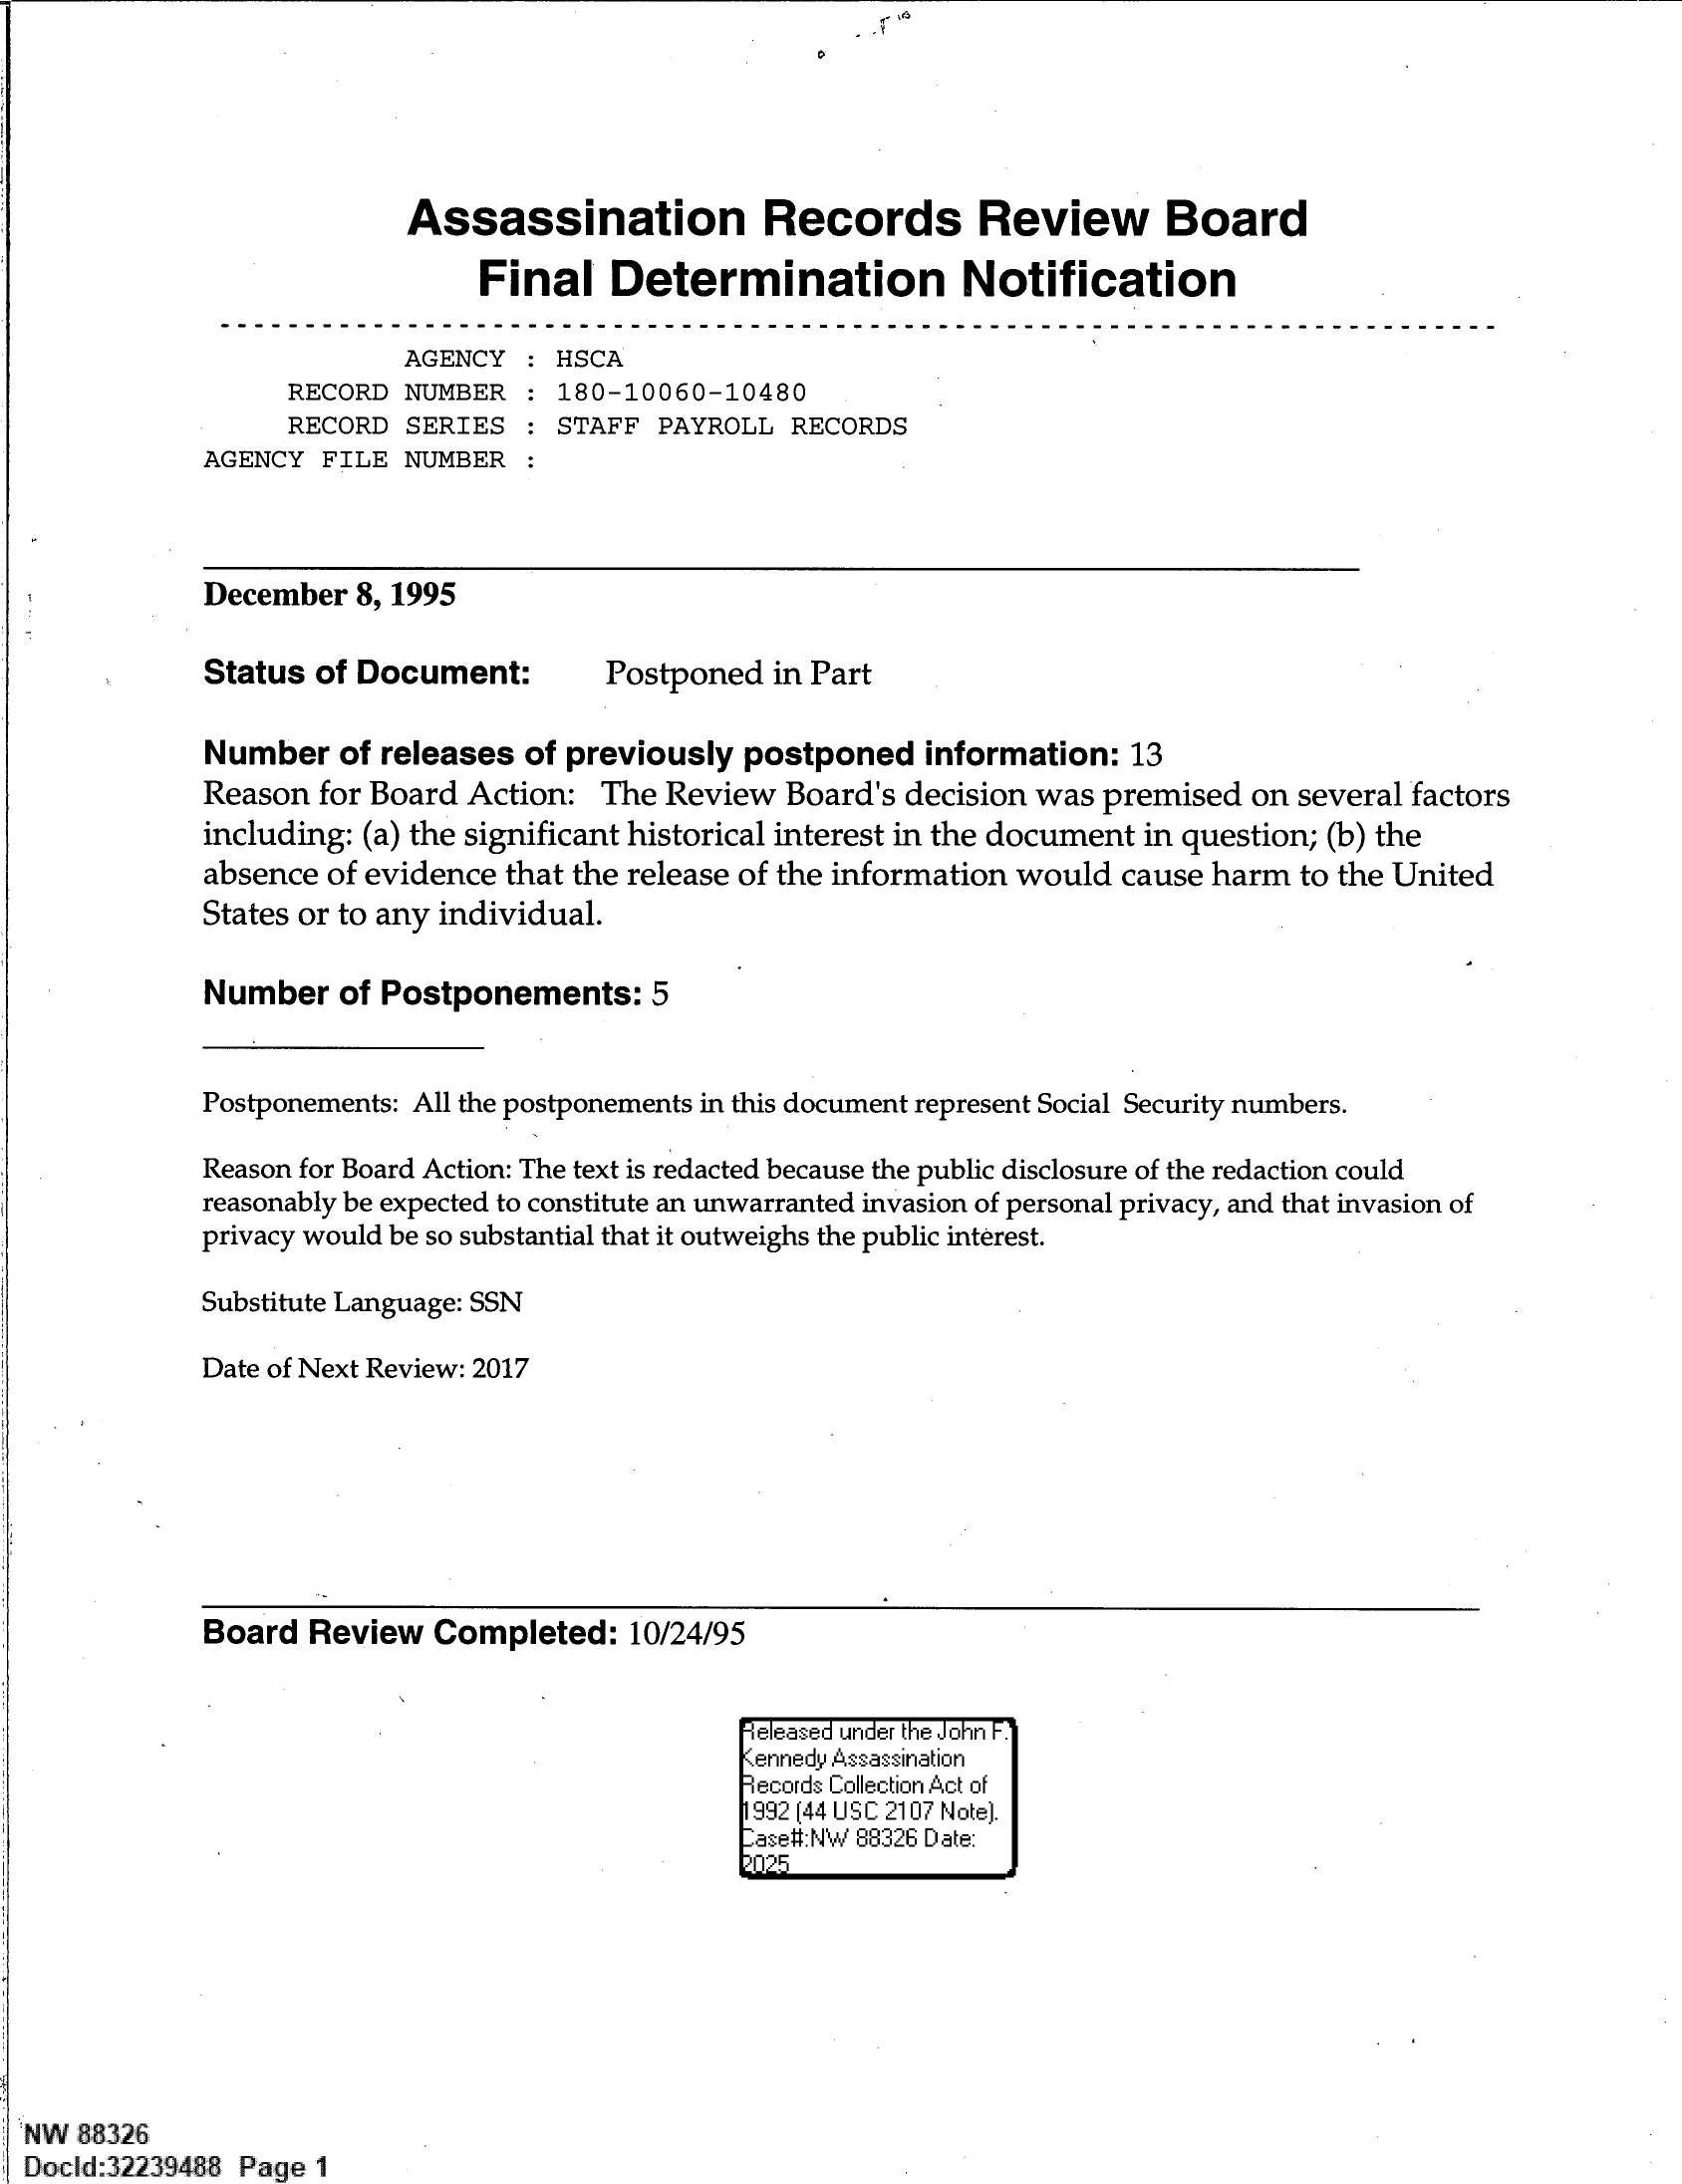 Assassination Records Review Board
Final Determination Notification
AGENCY : HSCA
RECORD NUMBER : 180-10060-10480
RECORD SERIES : STAFF PAYROLL RECORDS
AGENCY FILE NUMBER :
December 8, 1995
Status of Document: Postponed in Part
Number of releases of previously postponed information: 13
Reason for Board Action: The Review Board's decision was premised on several factors
including: (a) the significant historical interest in the document in question; (b) the
absence of evidence that the release of the information would cause harm to the United
States or to any individual.
Number of Postponements: 5
Postponements: All the postponements in this document represent Social Security numbers.
Reason for Board Action: The text is redacted because the public disclosure of the redaction could
reasonably be expected to constitute an unwarranted invasion of personal privacy, and that invasion of
privacy would be so substantial that it outweighs the public interest.
Substitute Language: SSN
Date of Next Review: 2017
Board Review Completed: 10/24/95
Released under the John F.
Kennedy Assassination
Records Collection Act of
1992 (44 USC 2107 Note).
Case#:NW 88326 Date:
2025
NW 88326
DocId:32239488 Page 1